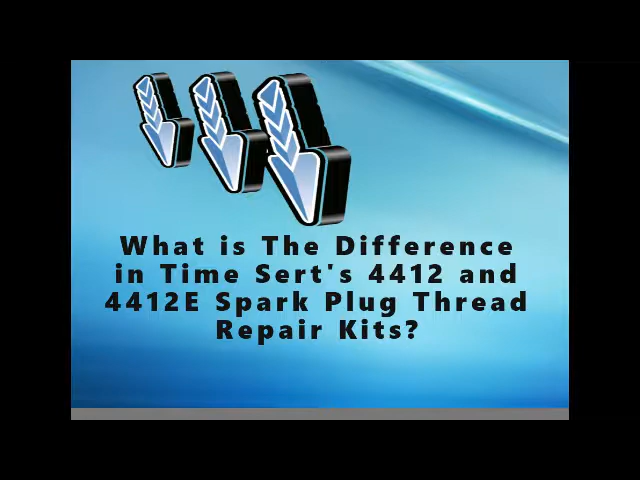 What is The Difference
in Time Sert's 4412 and
4412E Spark Plug Thread
Repair Kits?